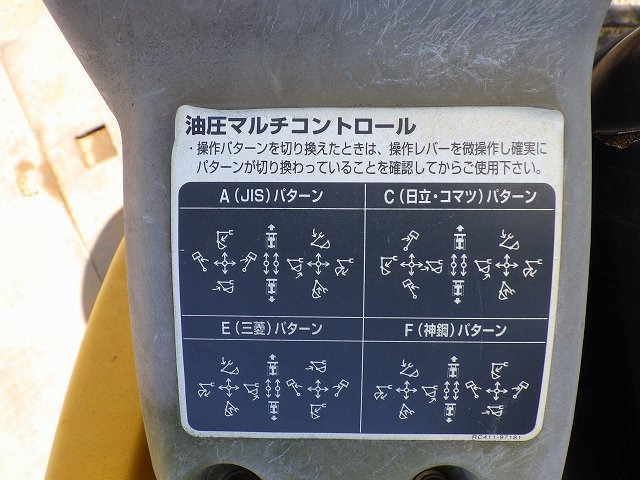 油圧マルチコントロール
・操作パターンを切り換えたときは、操作レバーを微操作し確実に
パターンが切り換わっていることを確認してからご使用下さい。
A(JIS)パターン
C(日立・コマツ)パターン
E(三菱)パターン
F(神鋼)パターン
RC411-97181